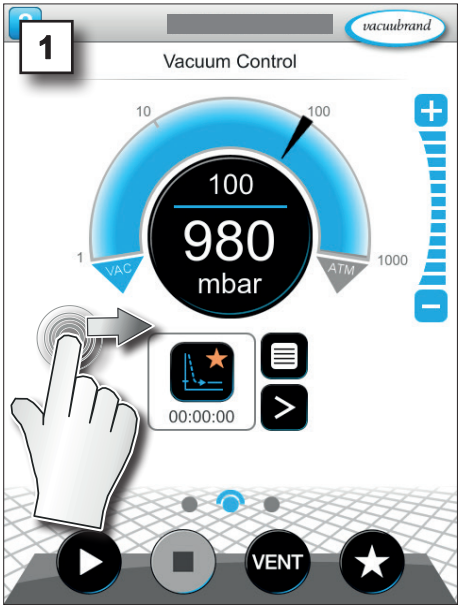 ?
1
vacuubrand
Vacuum Control
10
100
100
980
mbar
1
VAC
ATM
1000
+
−
>
00:00:00
VENT